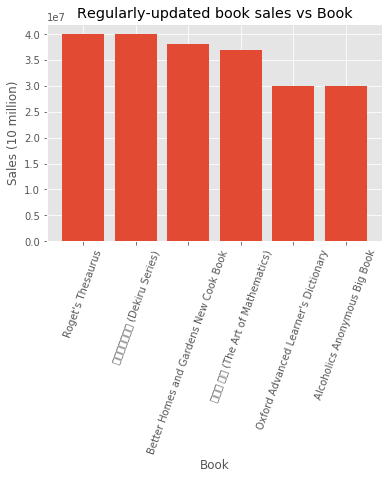 Regularly-updated book sales vs Book
1e7
4.0
3.5
3.0
2.5
2.0
1.5
1.0
0.5
0.0
Sales (10 million)
Roget's Thesaurus
(Dekiru Series)
Better Homes and Gardens New Cook Book
(The Art of Mathematics)
Oxford Advanced Learner's Dictionary
Alcoholics Anonymous Big Book
Book